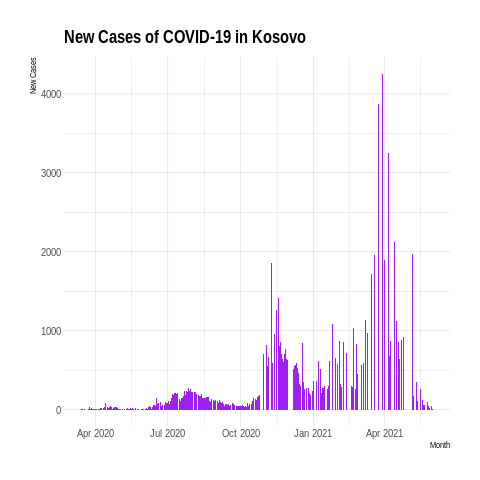 New Cases of COVID-19 in Kosovo
New Cases
4000
3000
2000
1000
0
Apr 2020 Jul 2020 Oct 2020 Jan 2021 Apr 2021
Month